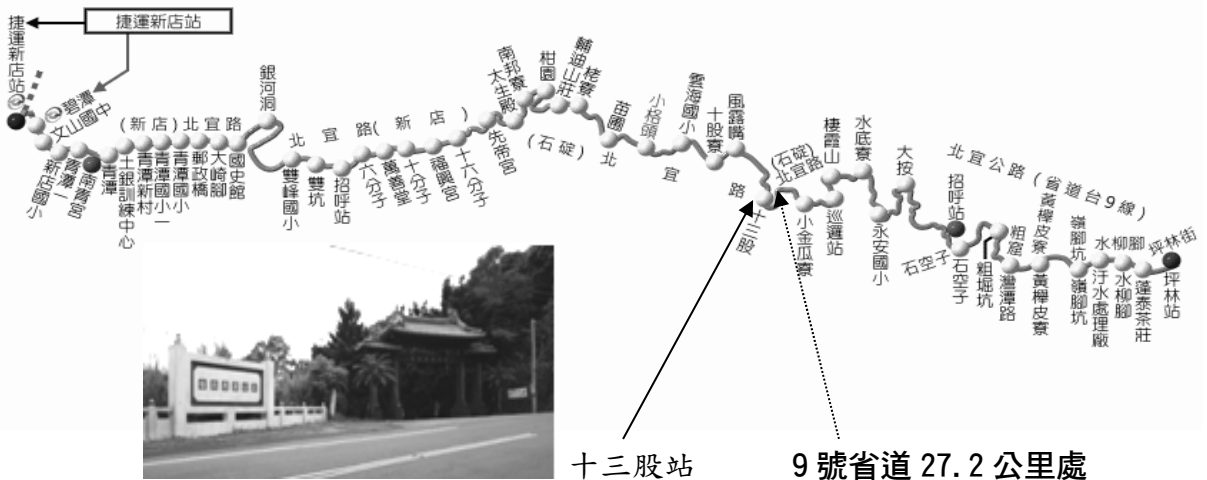 捷運新店站
捷運新店站
碧潭
文山國中
新店國小
青潭一
南青宮
青潭
土銀訓練中心
青潭新村
青潭國小一
青潭國小
郵政橋
大崎腳
國史館
(新店)北宜路
銀河洞
北宜路(新店)
雙峰國小
雙坑
招呼站
六分子
萬善堂
十分子
福興宮
十六分子
太生殿
南邦寮
先帝宮
柑園
輔迪山莊
栳寮
(石碇)北宜路
苗圃
小格頭
雲海國小
十股寮
風露嘴
十三股
(石碇)
北宜路
小金瓜寮
巡邏站
棲霞山
水底寮
永安國小
大按
北宜公路(省道台9線)
招呼站
石空子
石空子
粗堀坑
粗窟
灣潭路
黃櫸皮寮
黃櫸皮寮
嶺腳坑
嶺腳坑
水柳腳
汙水處理廠
水柳腳
蓬泰茶莊
坪林街
坪林站
十三股站
9號省道27.2公里處